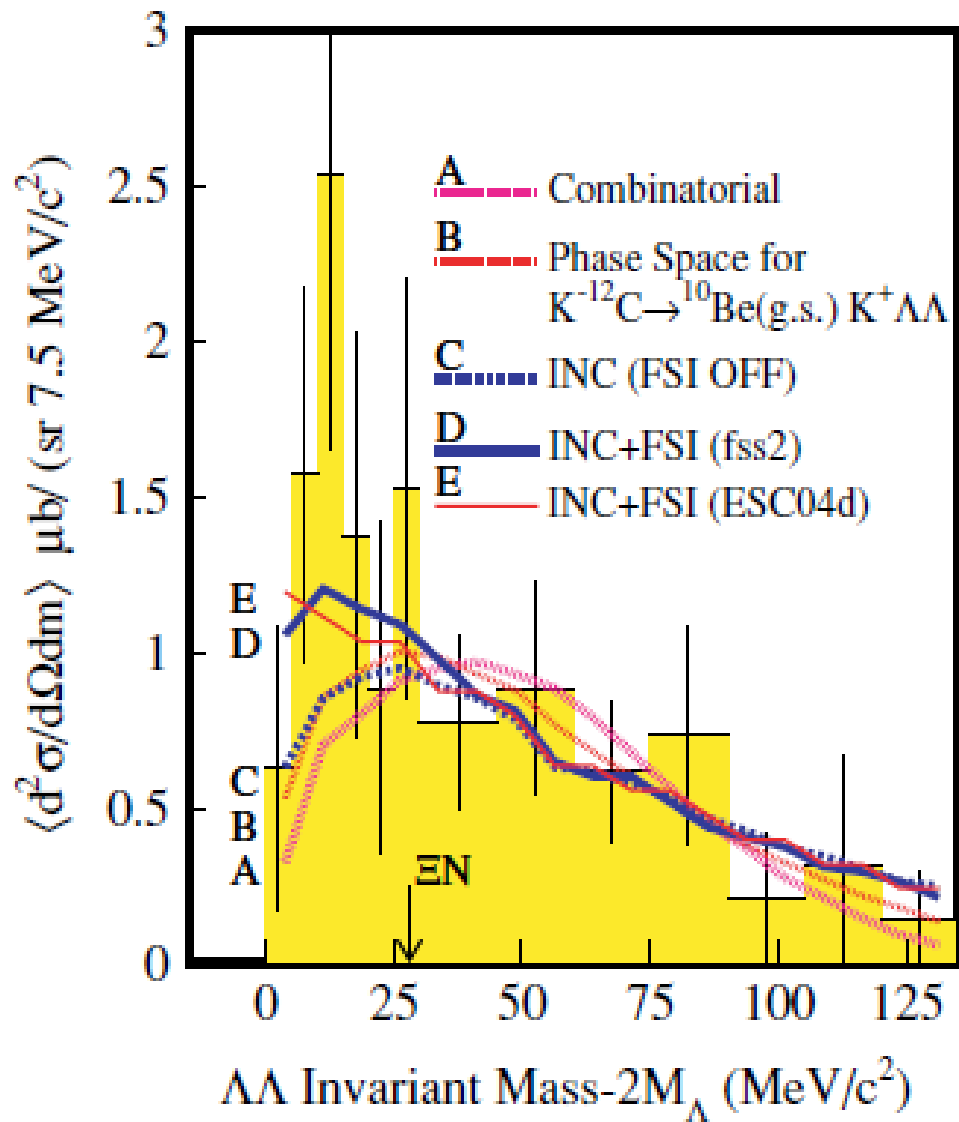 3
2.5
2
1.5
1
0.5
0
⟨d²σ/dΩdm⟩ μb/ (sr 7.5 MeV/c²)
A
Combinatorial
B
Phase Space for
K⁻¹²C→¹⁰Be(g.s.) K⁺ΛΛ
C
INC (FSI OFF)
D
INC+FSI (fss2)
E
INC+FSI (ESC04d)
E
D
C
B
A
ΞN
0 25 50 75 100 125
ΛΛ Invariant Mass-2M_Λ (MeV/c²)